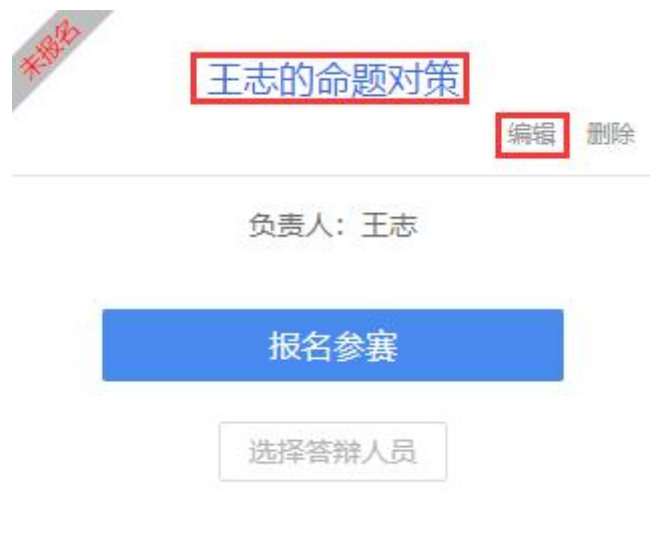 未报名
王志的命题对策
编辑 删除
负责人：王志
报名参赛
选择答辩人员